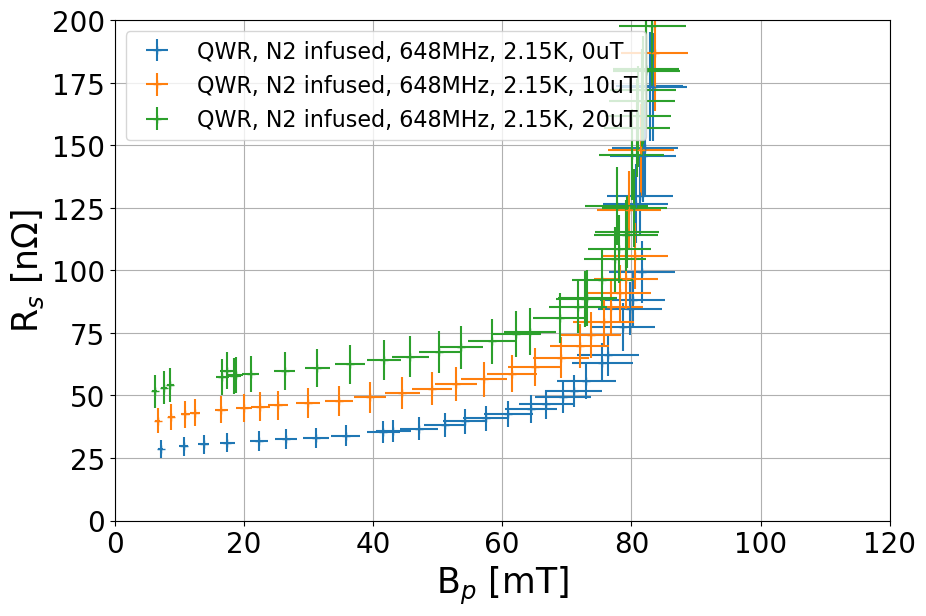 QWR, N2 infused, 648MHz, 2.15K, 0uT
QWR, N2 infused, 648MHz, 2.15K, 10uT
QWR, N2 infused, 648MHz, 2.15K, 20uT
200
175
150
125
100
75
50
25
0
R_s [nΩ]
0 20 40 60 80 100 120
B_p [mT]